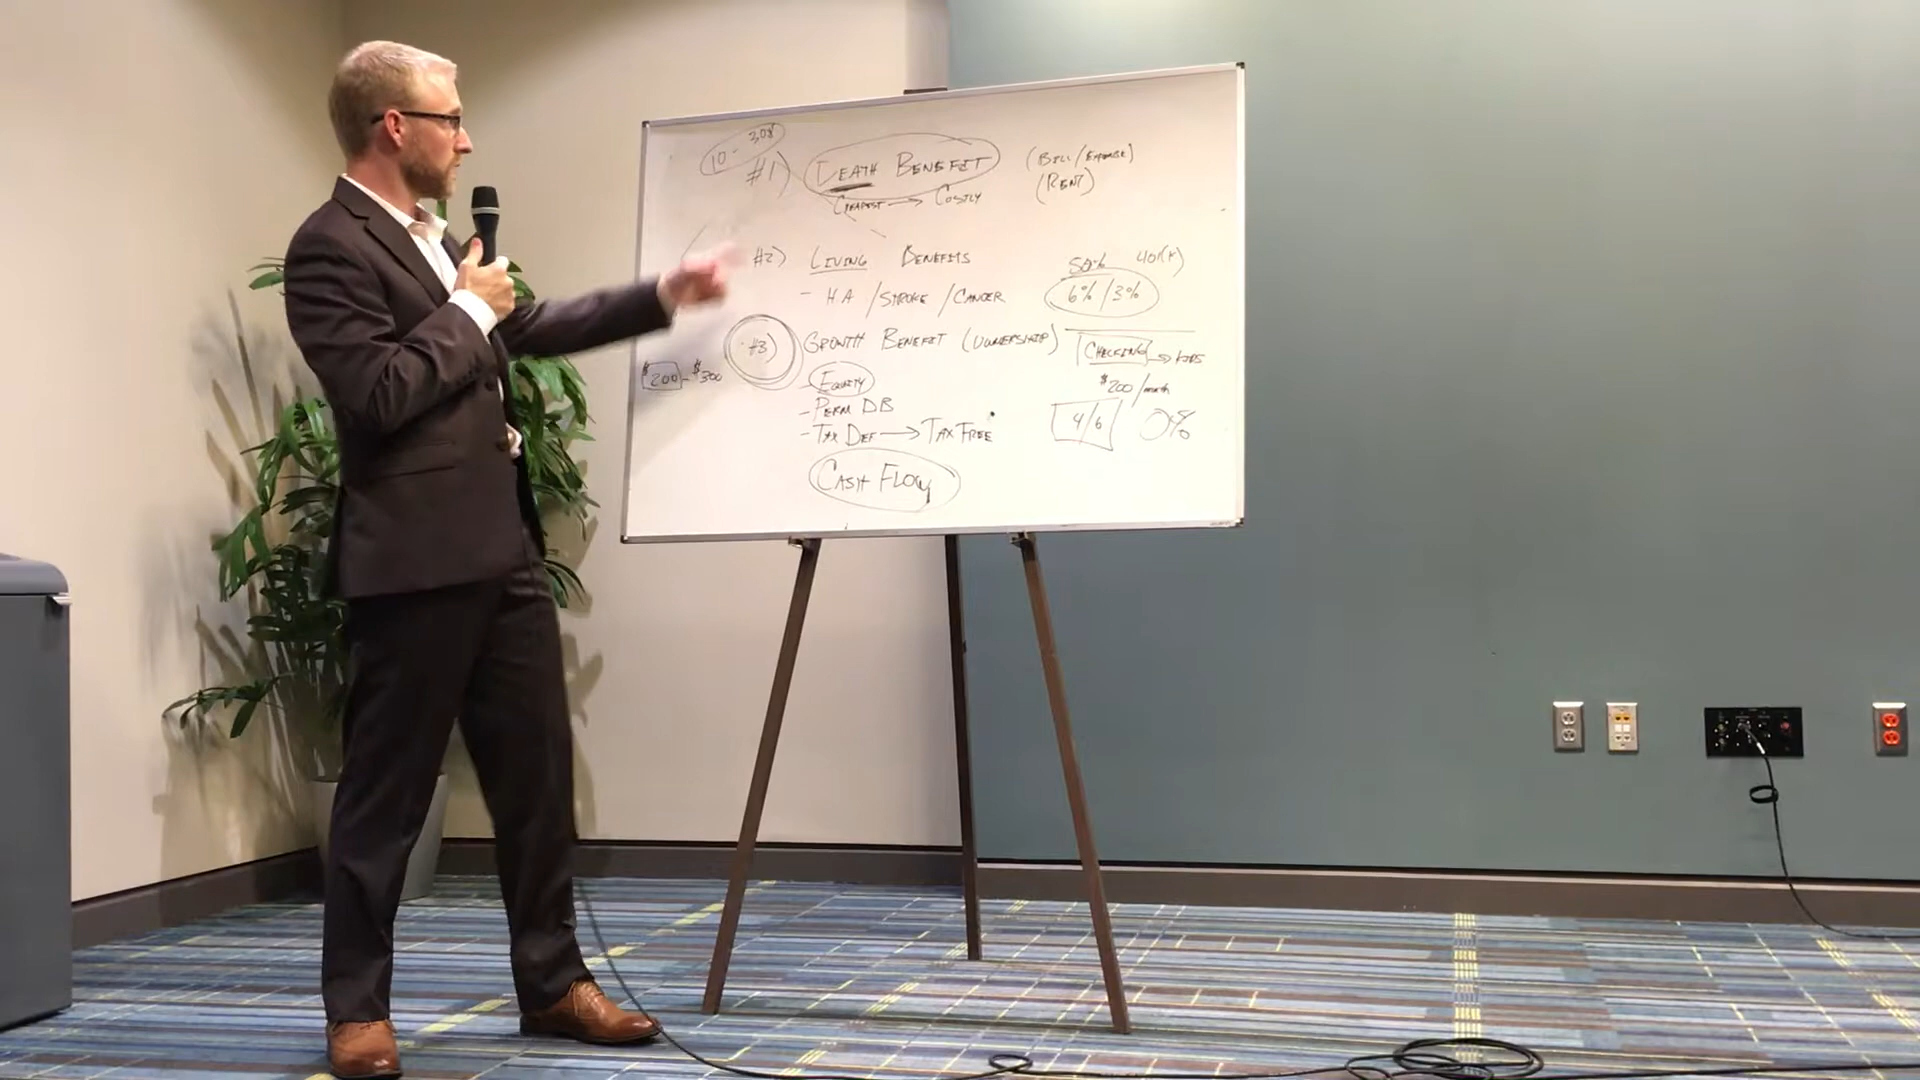 10 - 30%
#1) DEATH BENEFIT (BILL/EXPENSE)
(RENT)
CHEAPEST → COSTLY
#2) LIVING BENEFITS
- HA / STROKE / CANCER
50% 401(K)
6% / 3%
#3) GROWTH BENEFIT (OWNERSHIP)
$200 - $300
EQUITY
- PERM DB
- TAX DEF → TAX FREE
CASH FLOW
CHECKING → KIDS
$200/month
4/6 0%